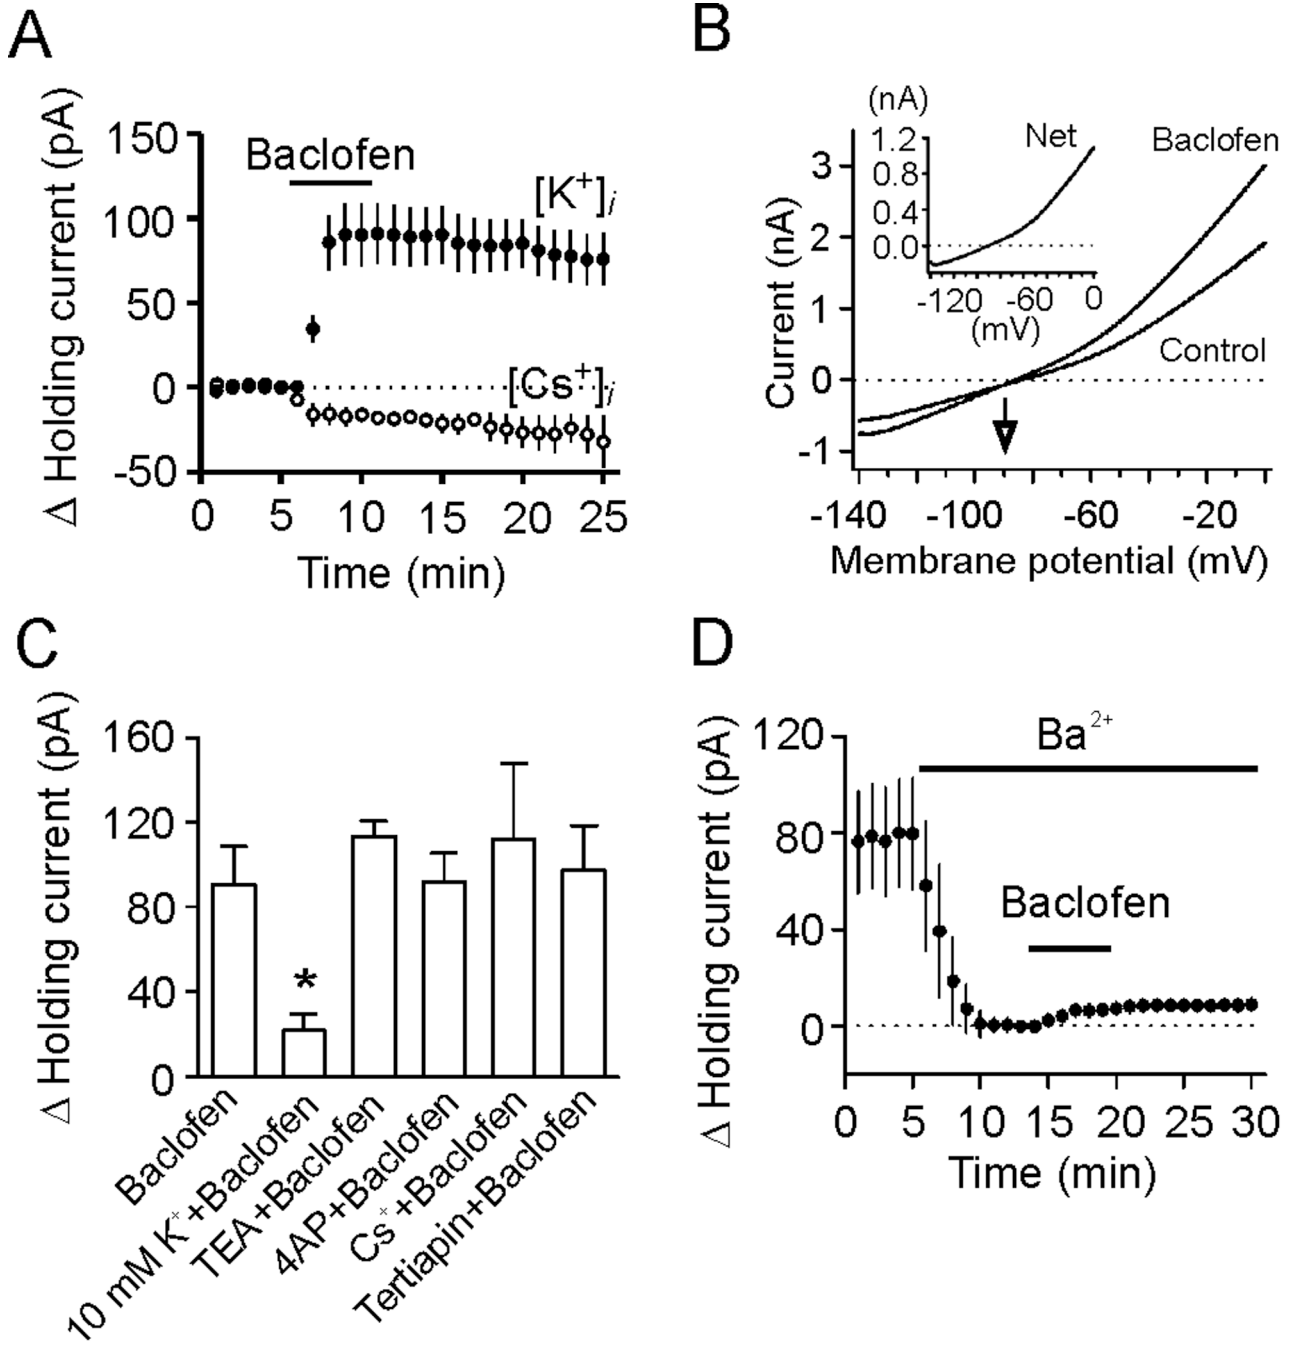 A
Δ Holding current (pA)
150
100
50
0
-50
Baclofen
[K+]i
[Cs+]i
0 5 10 15 20 25
Time (min)
B
Current (nA)
3
2
1
0
-1
(nA)
1.2
0.8
0.4
0.0
Net
-120 -60 0
(mV)
Baclofen
Control
-140 -100 -60 -20
Membrane potential (mV)
C
Δ Holding current (pA)
160
120
80
40
0
*
Baclofen
10 mM K++Baclofen
TEA+Baclofen
4AP+Baclofen
Cs++Baclofen
Tertiapin+Baclofen
D
Δ Holding current (pA)
120
80
40
0
Ba2+
Baclofen
0 5 10 15 20 25 30
Time (min)